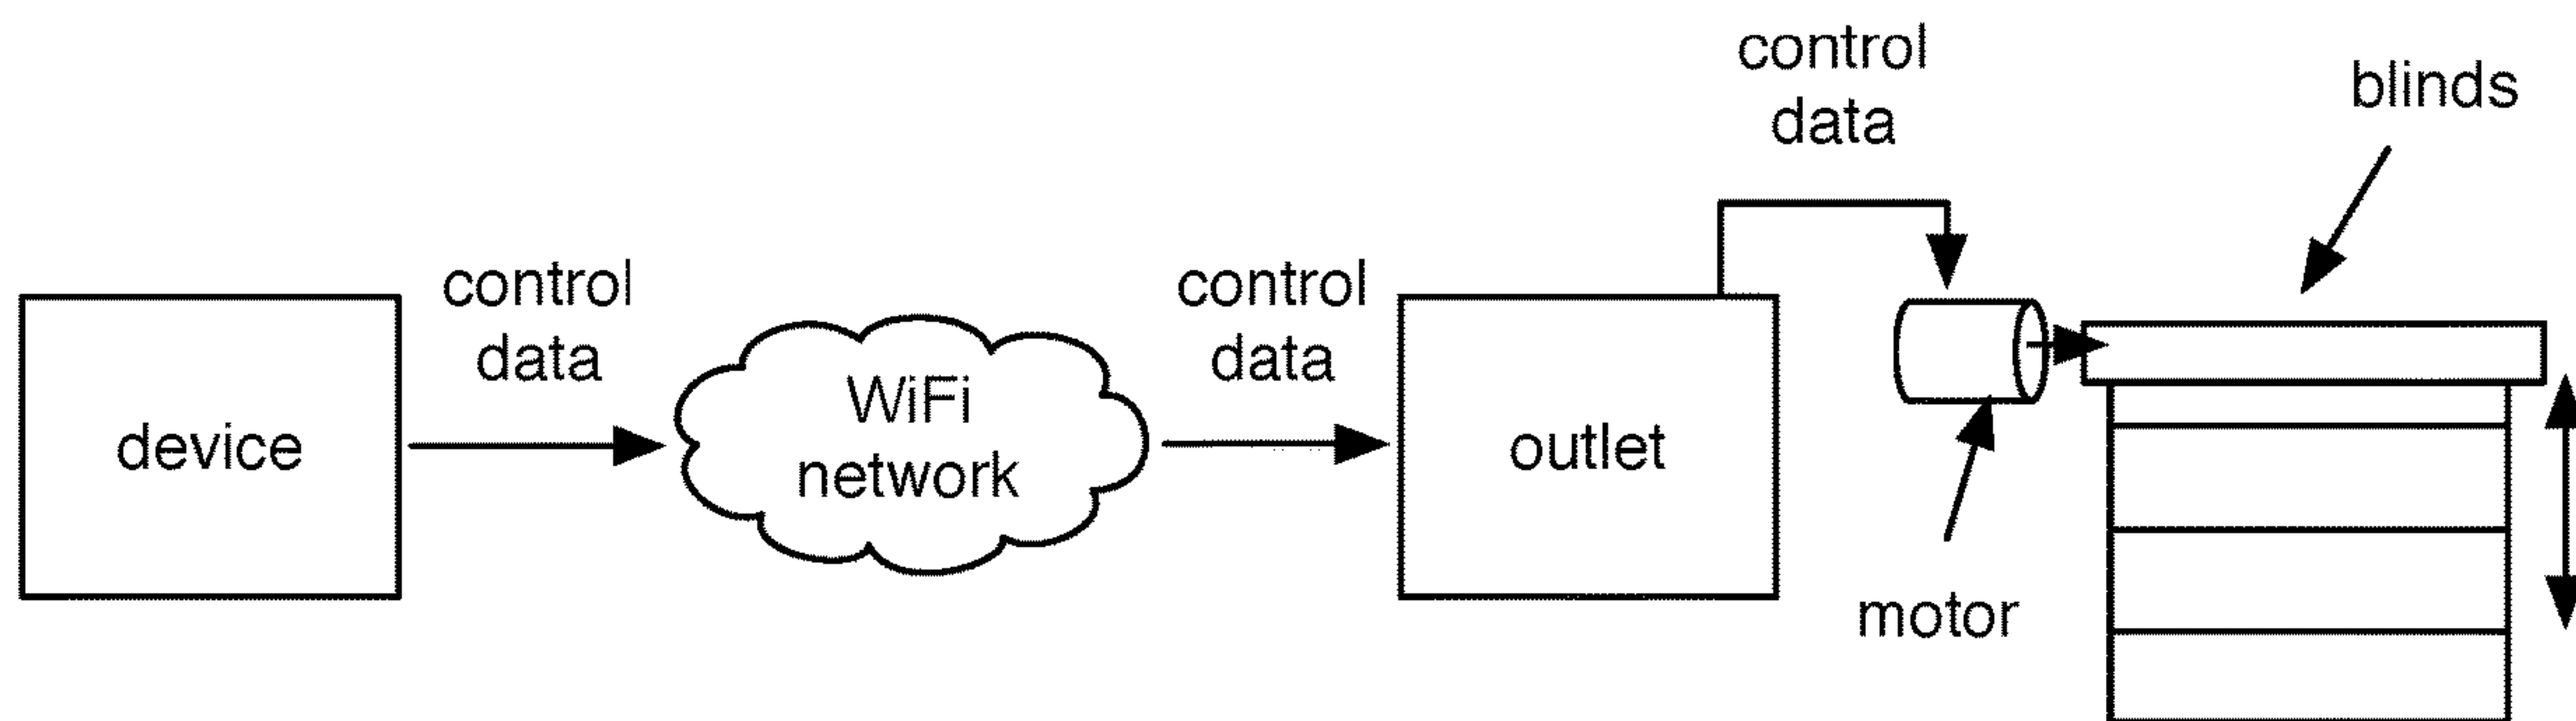 control
data
blinds
control
data
control
data
device
WiFi
network
outlet
motor